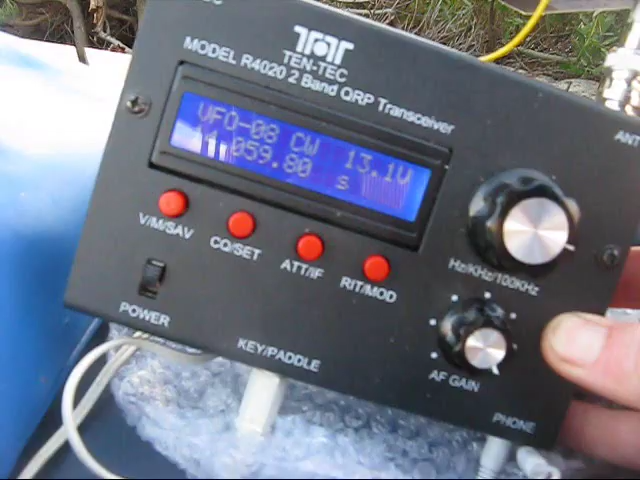 DC
TEN-TEC
MODEL R4020 2 Band QRP Transceiver
VFO-08 CW 13.1V
059.80 s
ANT
V/M/SAV
CQ/SET
ATT/IF
RIT/MOD
Hz/KHz/100KHz
POWER
KEY/PADDLE
AF GAIN
PHONE